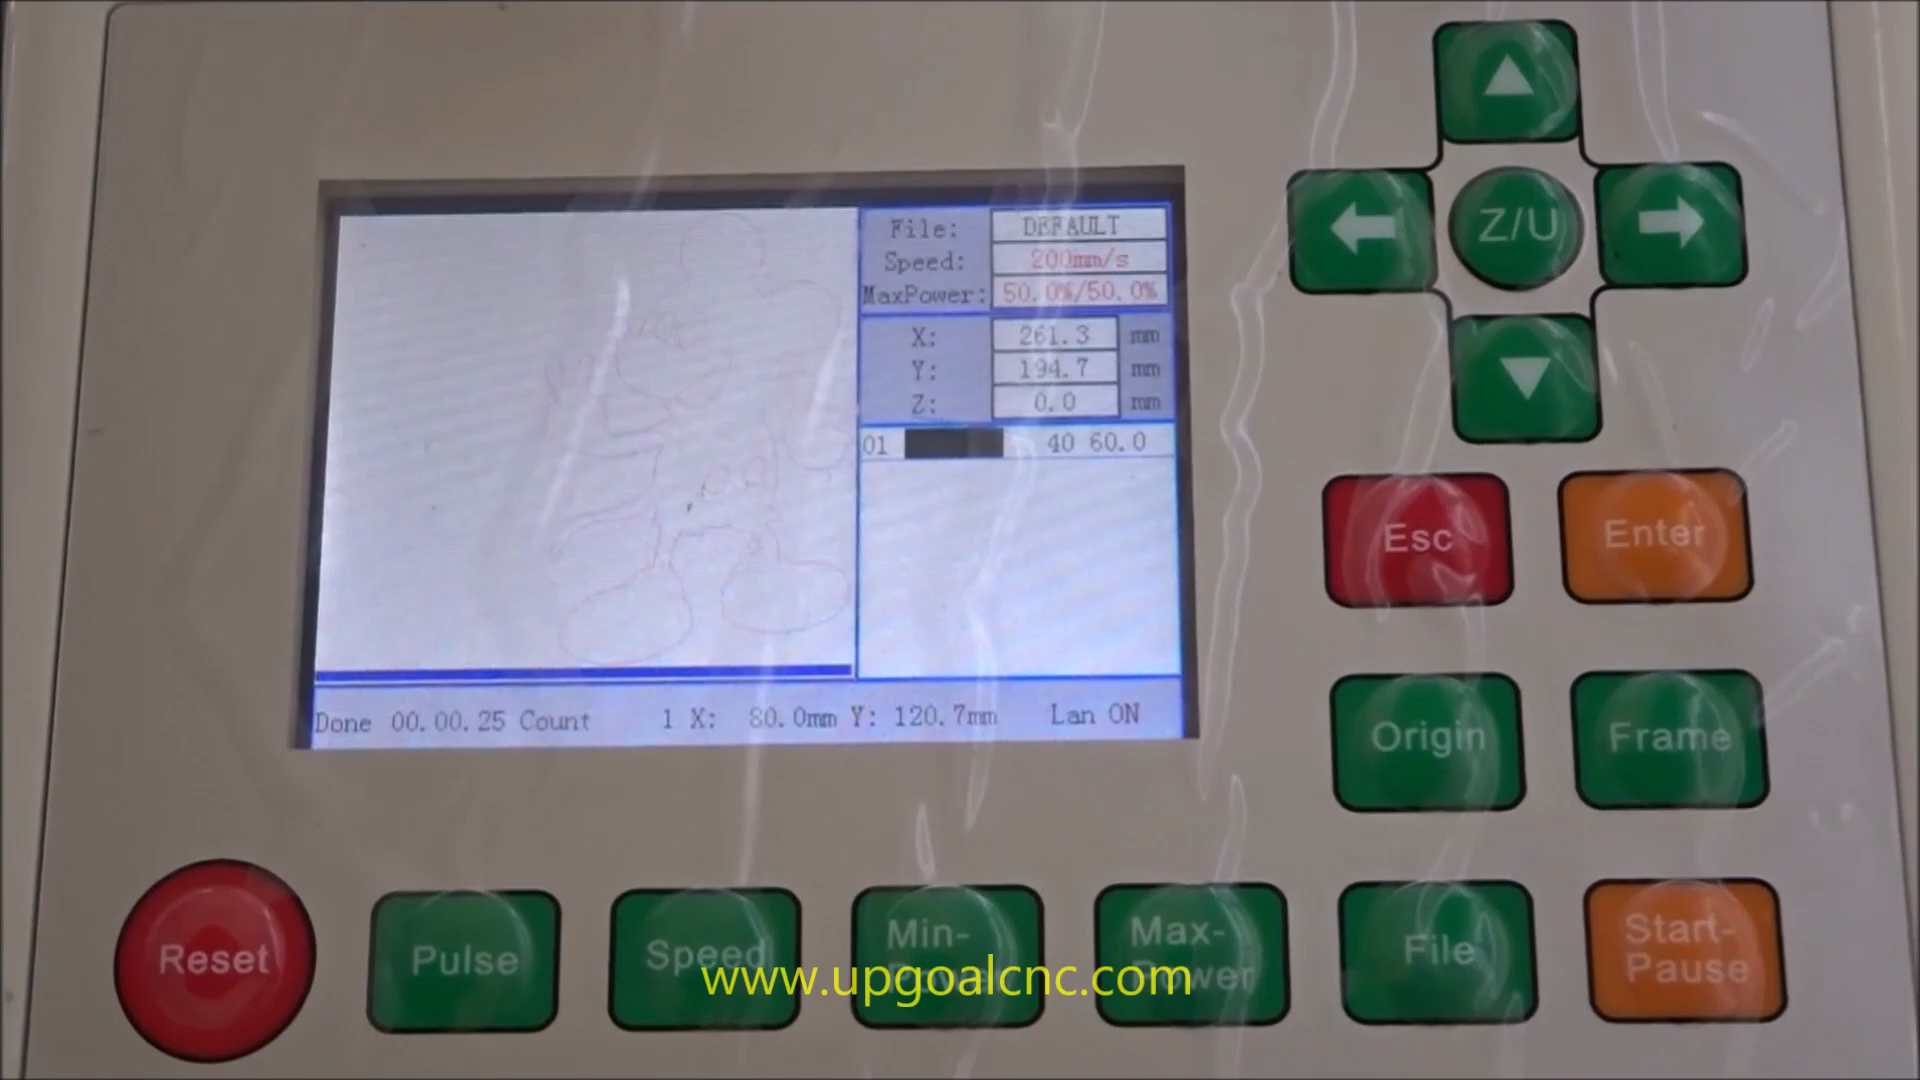 File: DEFAULT
Speed: 200mm/s
MaxPower: 50.0%/50.0%
X: 261.3 mm
Y: 194.7 mm
Z: 0.0 mm
01 40 60.0
Done 00.00.25 Count 1 X: 80.0mm Y: 120.7mm Lan ON
Z/U
Esc
Enter
Origin
Frame
Reset
Pulse
Speed
Min-
Power
Max-
Power
File
Start-
Pause
www.upgoalcnc.com